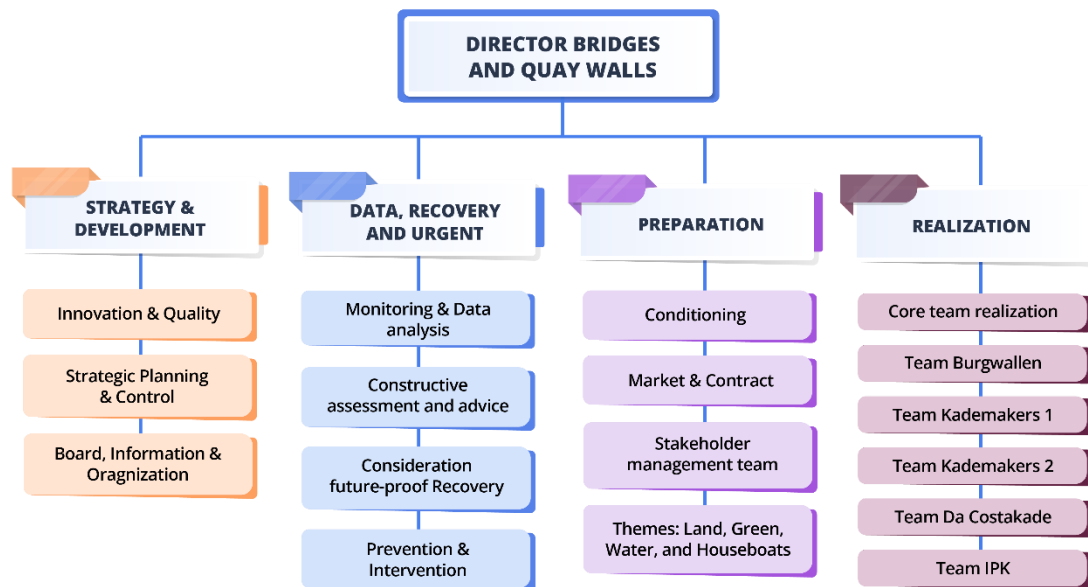 DIRECTOR BRIDGES
AND QUAY WALLS
STRATEGY &
DEVELOPMENT
Innovation & Quality
Strategic Planning
& Control
Board, Information &
Oragnization
DATA, RECOVERY
AND URGENT
Monitoring & Data
analysis
Constructive
assessment and advice
Consideration
future-proof Recovery
Prevention &
Intervention
PREPARATION
Conditioning
Market & Contract
Stakeholder
management team
Themes: Land, Green,
Water, and Houseboats
REALIZATION
Core team realization
Team Burgwallen
Team Kademakers 1
Team Kademakers 2
Team Da Costakade
Team IPK